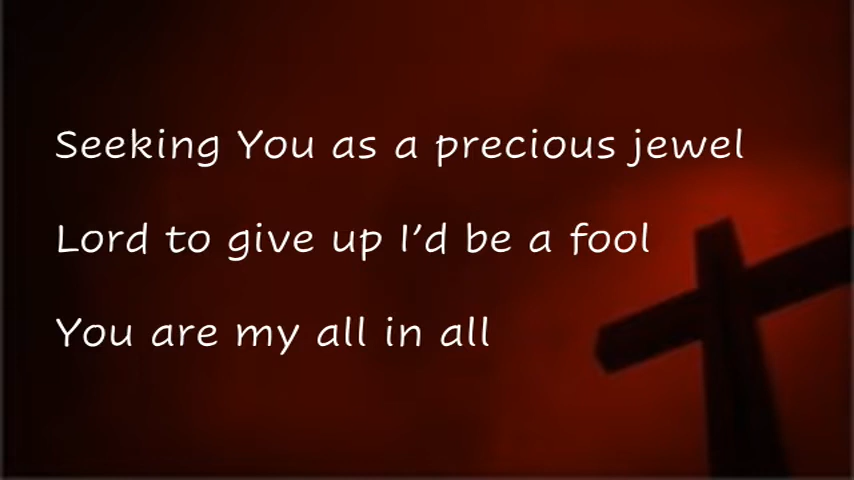 Seeking You as a precious jewel
Lord to give up I’d be a fool
You are my all in all